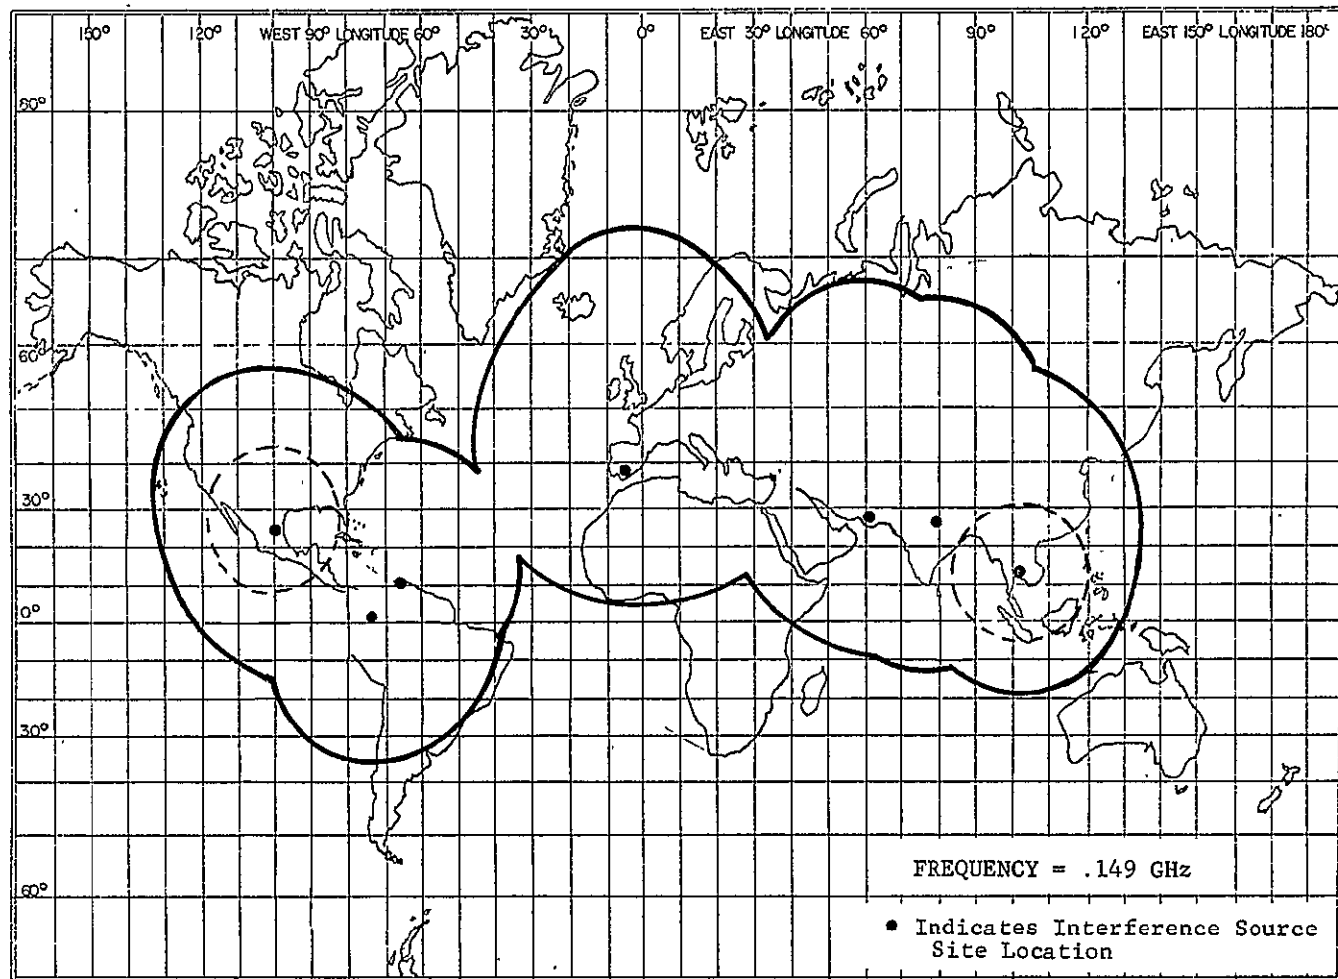 150° 120° WEST 90° LONGITUDE 60° 30° 0° EAST 30° LONGITUDE 60° 90° 120° EAST 150° LONGITUDE 180°
80°
60°
30°
0°
30°
60°
FREQUENCY = .149 GHz
• Indicates Interference Source
Site Location